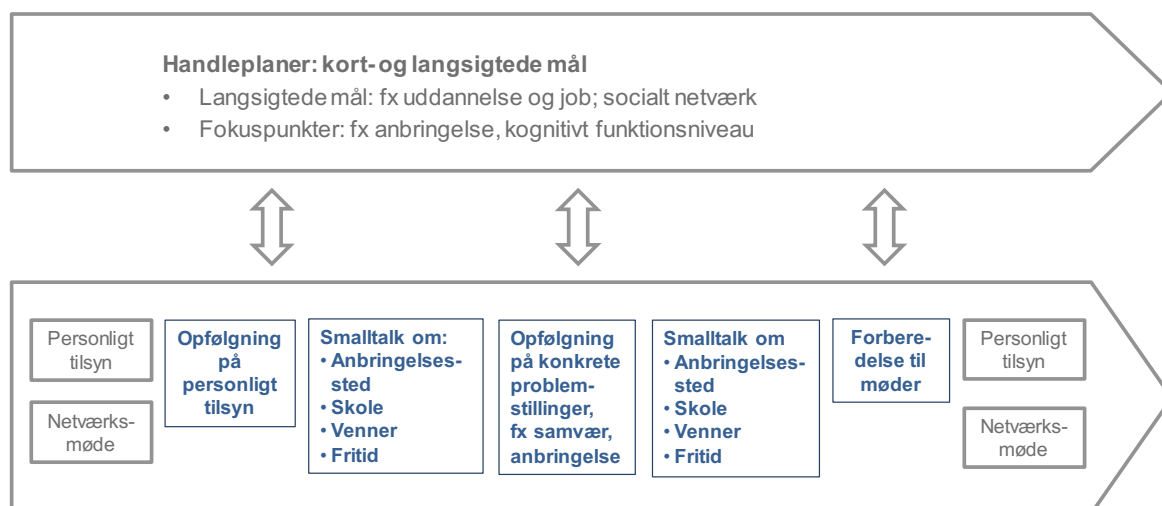 Handleplaner: kort- og langsigtede mål
• Langsigtede mål: fx uddannelse og job; socialt netværk
• Fokuspunkter: fx anbringelse, kognitivt funktionsniveau
Personligt
tilsyn
Netværks-
møde
Opfølgning
på
personligt
tilsyn
Smalltalk om:
• Anbringelses-
sted
• Skole
• Venner
• Fritid
Opfølgning
på konkrete
problem-
stillinger,
fx samvær,
anbringelse
Smalltalk om
• Anbringelses-
sted
• Skole
• Venner
• Fritid
Forbere-
delse til
møder
Personligt
tilsyn
Netværks-
møde